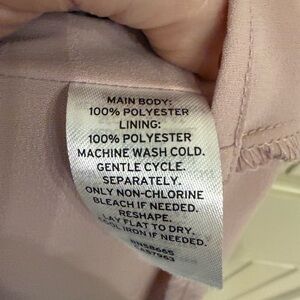 MAIN BODY:
100% POLYESTER
LINING:
100% POLYESTER
MACHINE WASH COLD.
GENTLE CYCLE.
SEPARATELY.
ONLY NON-CHLORINE
BLEACH IF NEEDED.
RESHAPE.
LAY FLAT TO DRY.
IRON IF NEEDED.